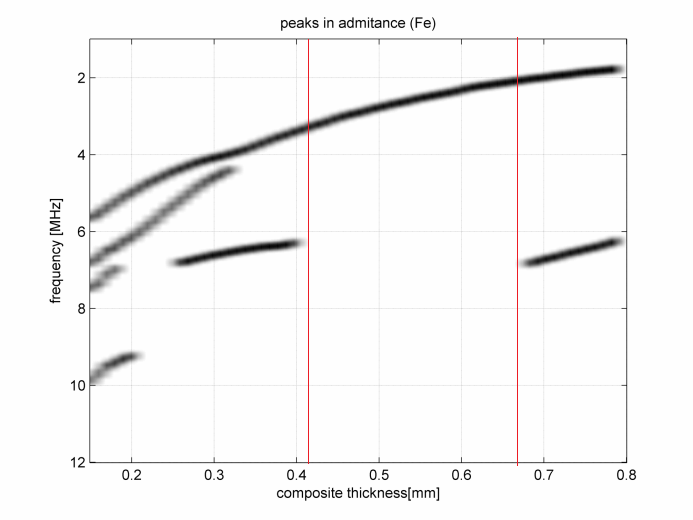 peaks in admitance (Fe)
2
4
6
8
10
12
frequency [MHz]
0.2 0.3 0.4 0.5 0.6 0.7 0.8
composite thickness[mm]